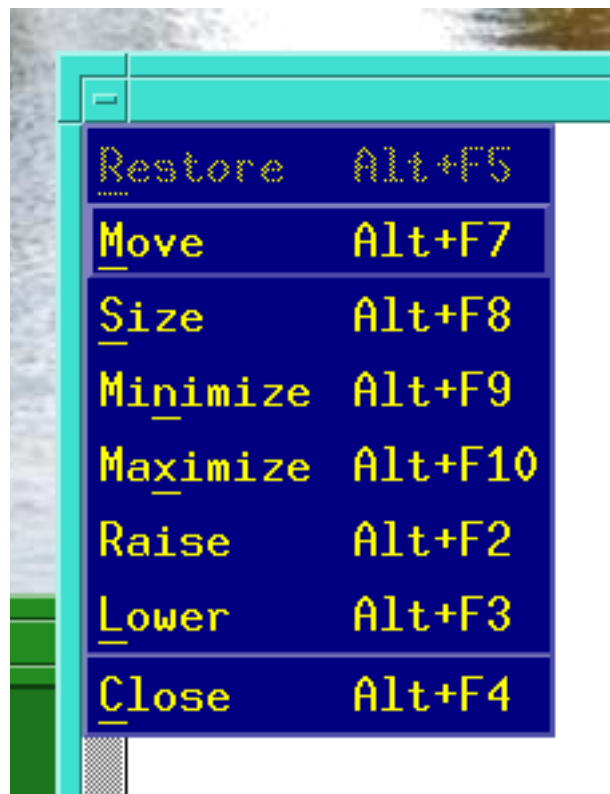 Restore Alt+F5
Move Alt+F7
Size Alt+F8
Minimize Alt+F9
Maximize Alt+F10
Raise Alt+F2
Lower Alt+F3
Close Alt+F4